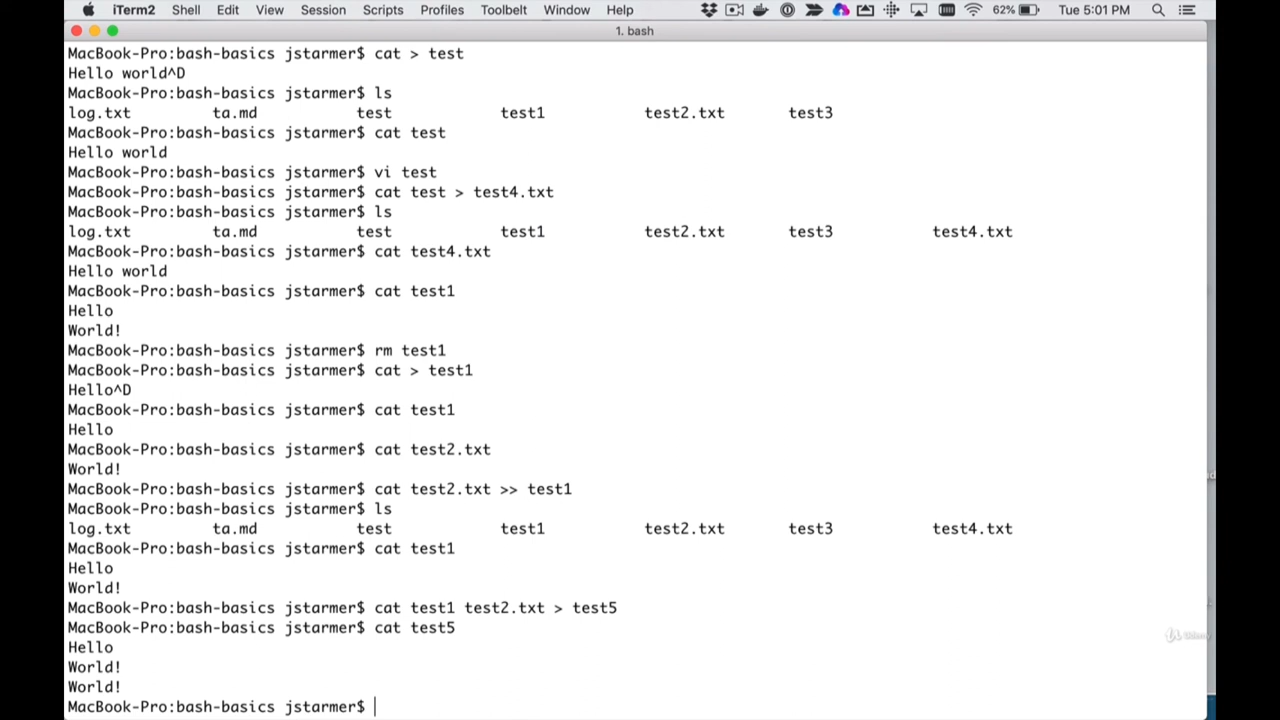 iTerm2 Shell Edit View Session Scripts Profiles Toolbelt Window Help 62% Tue 5:01 PM
1. bash
MacBook-Pro:bash-basics jstarmer$ cat > test
Hello world^D
MacBook-Pro:bash-basics jstarmer$ ls
log.txt ta.md test test1 test2.txt test3
MacBook-Pro:bash-basics jstarmer$ cat test
Hello world
MacBook-Pro:bash-basics jstarmer$ vi test
MacBook-Pro:bash-basics jstarmer$ cat test > test4.txt
MacBook-Pro:bash-basics jstarmer$ ls
log.txt ta.md test test1 test2.txt test3 test4.txt
MacBook-Pro:bash-basics jstarmer$ cat test4.txt
Hello world
MacBook-Pro:bash-basics jstarmer$ cat test1
Hello
World!
MacBook-Pro:bash-basics jstarmer$ rm test1
MacBook-Pro:bash-basics jstarmer$ cat > test1
Hello^D
MacBook-Pro:bash-basics jstarmer$ cat test1
Hello
MacBook-Pro:bash-basics jstarmer$ cat test2.txt
World!
MacBook-Pro:bash-basics jstarmer$ cat test2.txt >> test1
MacBook-Pro:bash-basics jstarmer$ ls
log.txt ta.md test test1 test2.txt test3 test4.txt
MacBook-Pro:bash-basics jstarmer$ cat test1
Hello
World!
MacBook-Pro:bash-basics jstarmer$ cat test1 test2.txt > test5
MacBook-Pro:bash-basics jstarmer$ cat test5
Hello
Udemy
World!
World!
MacBook-Pro:bash-basics jstarmer$